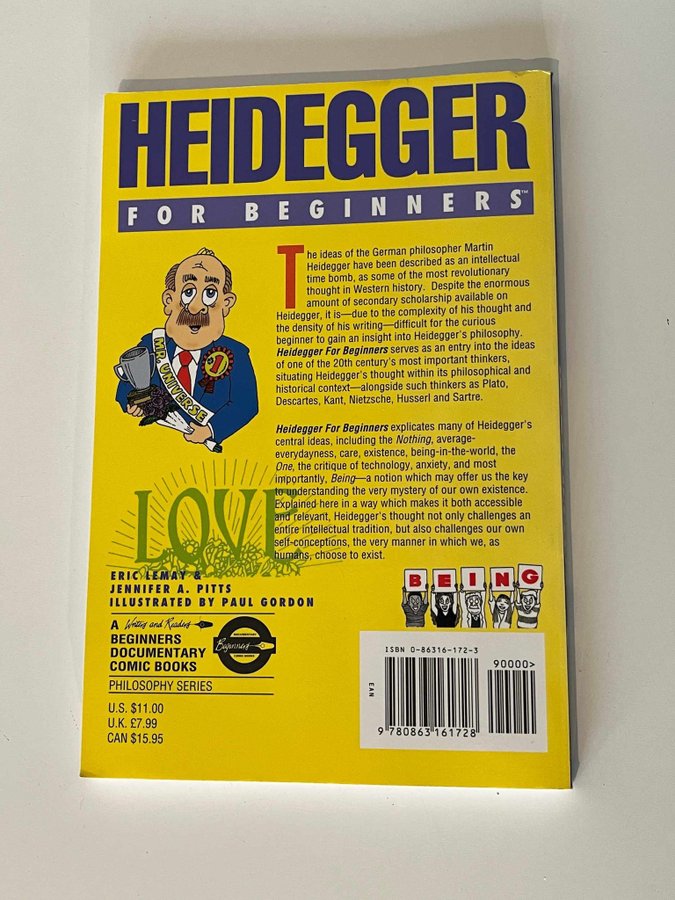 HEIDEGGER
FOR BEGINNERS™
The ideas of the German philosopher Martin
Heidegger have been described as an intellectual
time bomb, as some of the most revolutionary
thought in Western history. Despite the enormous
amount of secondary scholarship available on
Heidegger, it is—due to the complexity of his thought and
the density of his writing—difficult for the curious
beginner to gain an insight into Heidegger's philosophy.
Heidegger For Beginners serves as an entry into the ideas
of one of the 20th century's most important thinkers,
situating Heidegger's thought within its philosophical and
historical context—alongside such thinkers as Plato,
Descartes, Kant, Nietzsche, Husserl and Sartre.
#1
MR. UNIVERSE
Heidegger For Beginners explicates many of Heidegger's
central ideas, including the Nothing, average-
everydayness, care, existence, being-in-the-world, the
One, the critique of technology, anxiety, and most
importantly, Being—a notion which may offer us the key
to understanding the very mystery of our own existence.
Explained here in a way which makes it both accessible
and relevant, Heidegger's thought not only challenges an
entire intellectual tradition, but also challenges our own
self-conceptions, the very manner in which we, as
humans, choose to exist.
LOVE
ERIC LEMAY &
JENNIFER A. PITTS
ILLUSTRATED BY PAUL GORDON
BEING
A Writers and Readers
BEGINNERS
DOCUMENTARY
COMIC BOOKS
DOCUMENTARY
Beginners
COMIC BOOKS
PHILOSOPHY SERIES
U.S. $11.00
U.K. £7.99
CAN $15.95
ISBN 0-86316-172-3
90000>
EAN
9 780863 161728